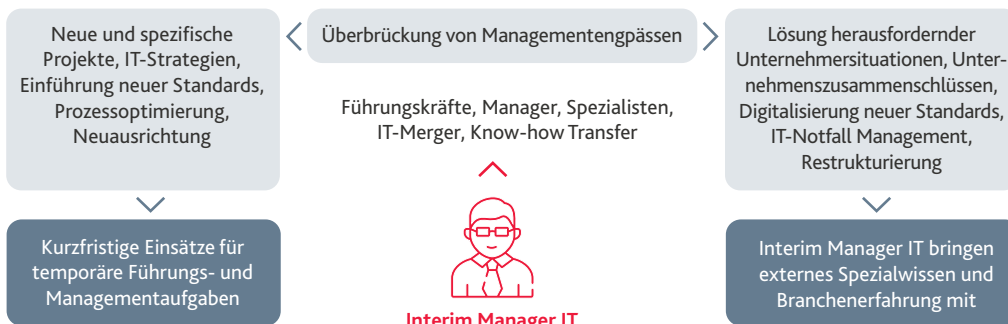 Neue und spezifische
Projekte, IT-Strategien,
Einführung neuer Standards,
Prozessoptimierung,
Neuausrichtung
Überbrückung von Managementengpässen
Führungskräfte, Manager, Spezialisten,
IT-Merger, Know-how Transfer
Lösung herausfordernder
Unternehmersituationen, Unter-
nehmenszusammenschlüssen,
Digitalisierung neuer Standards,
IT-Notfall Management,
Restrukturierung
Kurzfristige Einsätze für
temporäre Führungs- und
Managementaufgaben
Interim Manager IT
Interim Manager IT bringen
externes Spezialwissen und
Branchenerfahrung mit